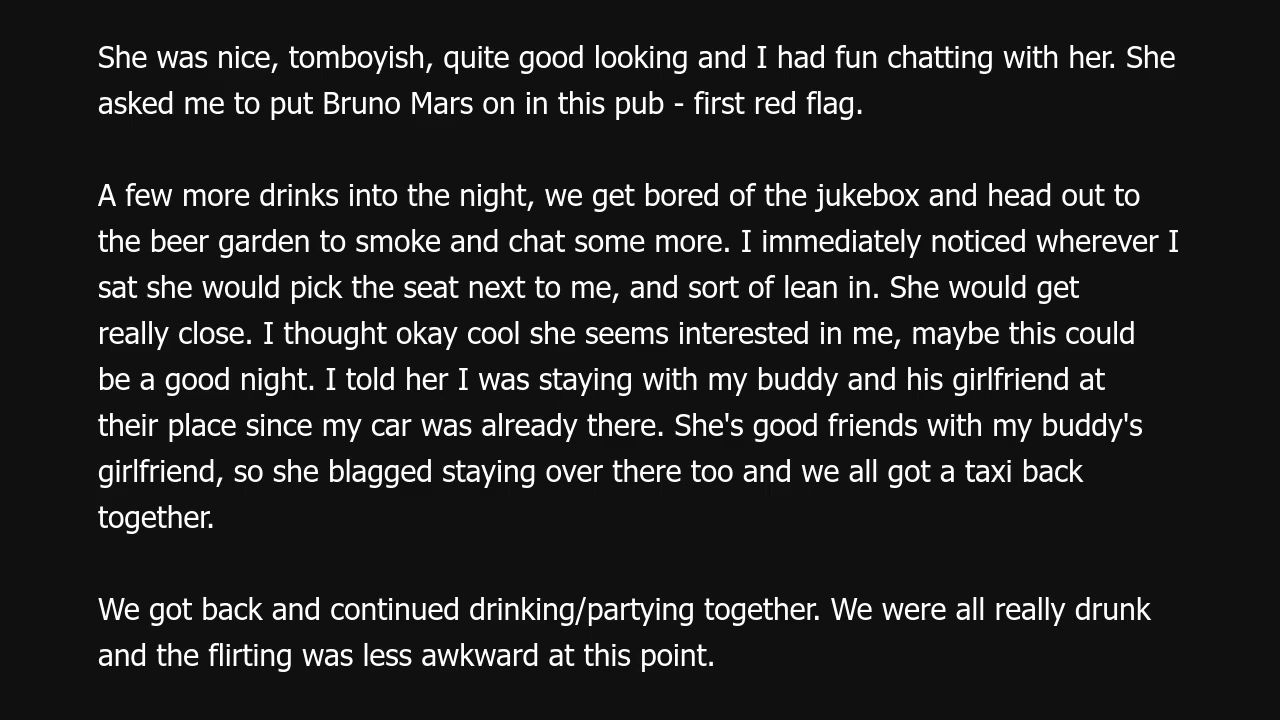 She was nice, tomboyish, quite good looking and I had fun chatting with her. She
asked me to put Bruno Mars on in this pub - first red flag.
A few more drinks into the night, we get bored of the jukebox and head out to
the beer garden to smoke and chat some more. I immediately noticed wherever I
sat she would pick the seat next to me, and sort of lean in. She would get
really close. I thought okay cool she seems interested in me, maybe this could
be a good night. I told her I was staying with my buddy and his girlfriend at
their place since my car was already there. She's good friends with my buddy's
girlfriend, so she blagged staying over there too and we all got a taxi back
together.
We got back and continued drinking/partying together. We were all really drunk
and the flirting was less awkward at this point.